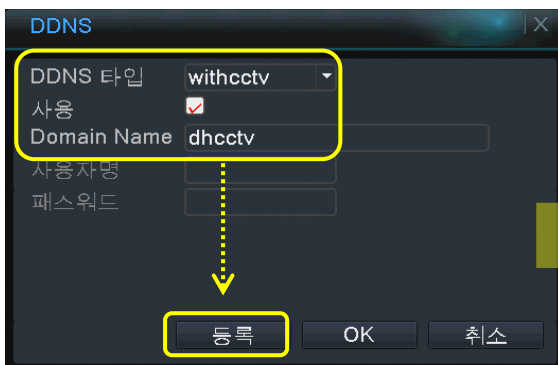 DDNS X
DDNS 타입 withcctv
사용
Domain Name dhcctv
사용자명
패스워드
등록 OK 취소